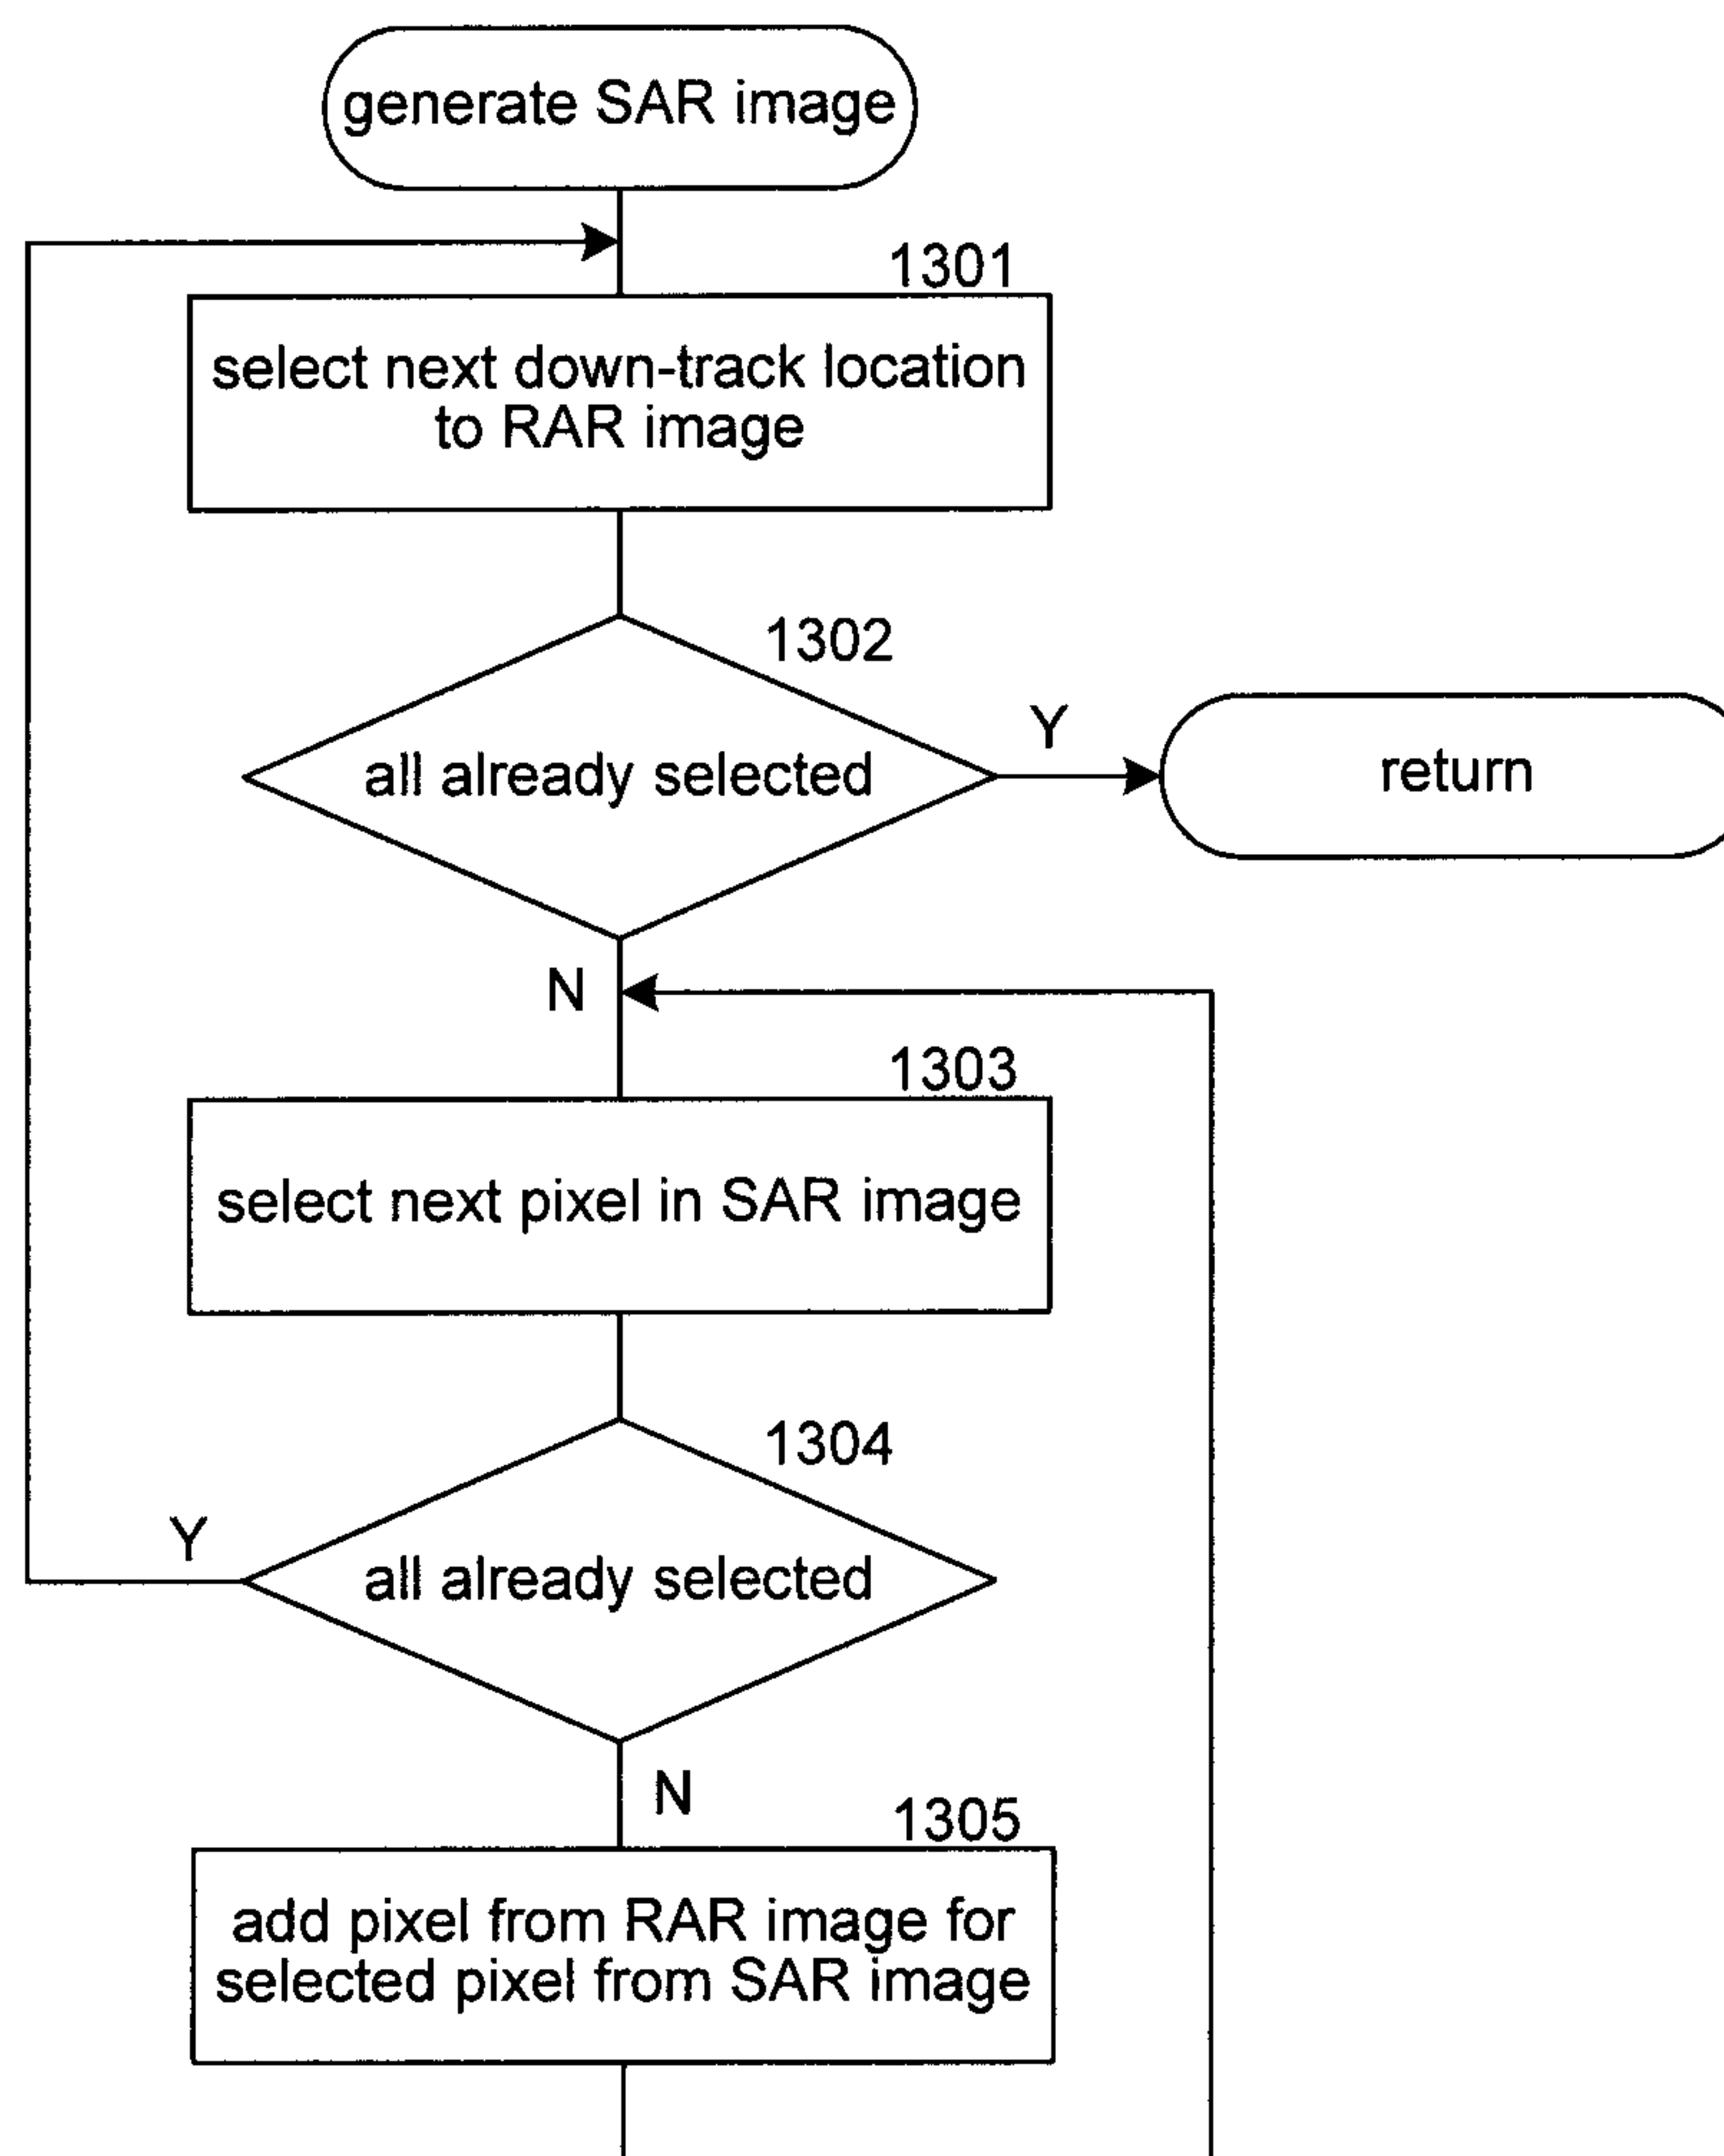 generate SAR image
1301
select next down-track location
to RAR image
1302
all already selected
Y
return
N
1303
select next pixel in SAR image
1304
all already selected
Y
N
1305
add pixel from RAR image for
selected pixel from SAR image